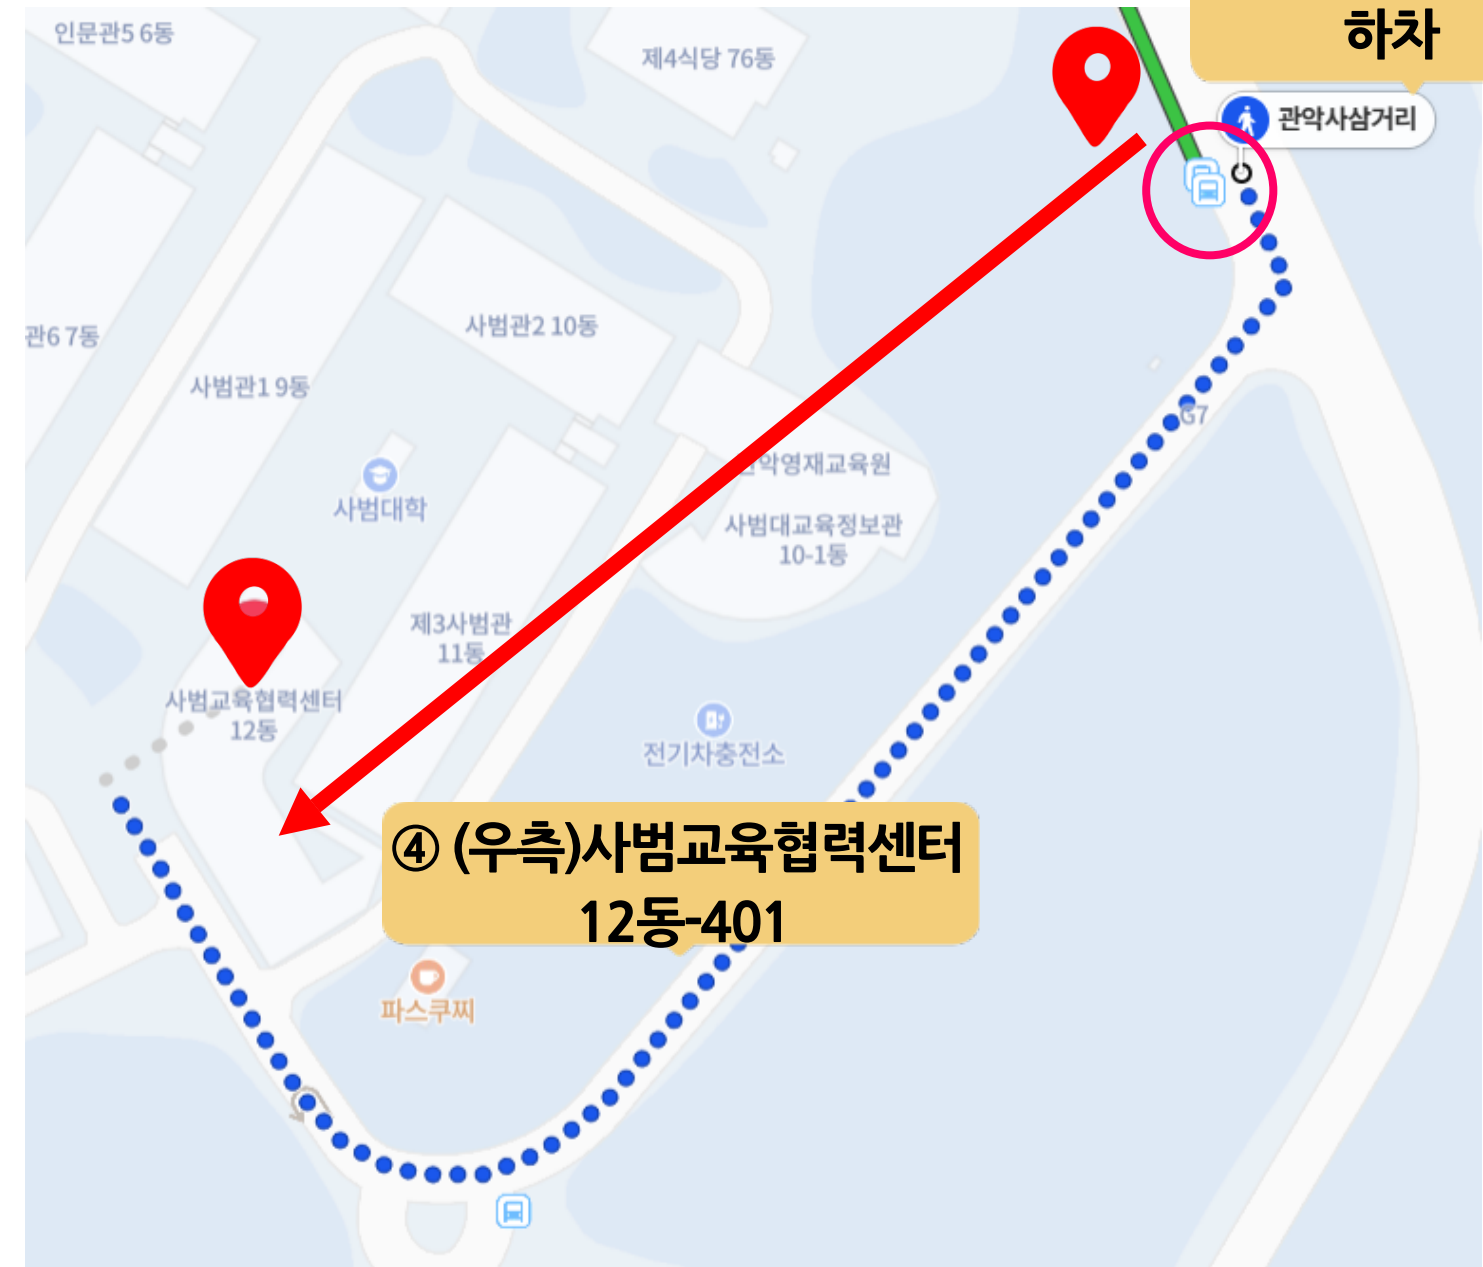 하차
인문관5 6동
제4식당 76동
관악사삼거리
사범관2 10동
관6 7동
사범관1 9동
G7
악영재교육원
사범대학
사범대교육정보관
10-1동
제3사범관
11동
사범교육협력센터
12동
전기차충전소
④ (우측)사범교육협력센터
12동-401
파스쿠찌